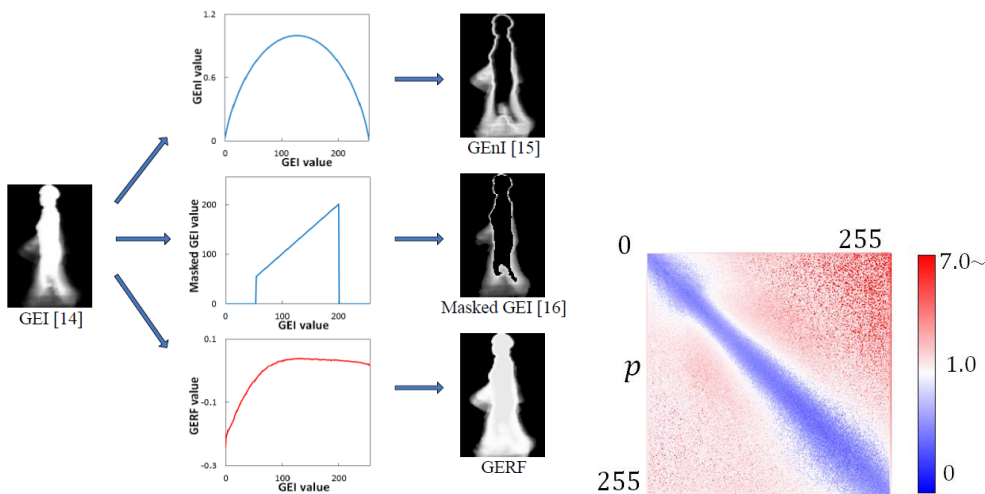 1.2
0.6
0
GEnI value
0
100
200
GEI value
GEnI [15]
GEI [14]
200
100
0
Masked GEI value
0
100
200
GEI value
Masked GEI [16]
0.1
-0.1
-0.3
GERF value
0
100
200
GEI value
GERF
0
255
p
255
7.0~
1.0
0